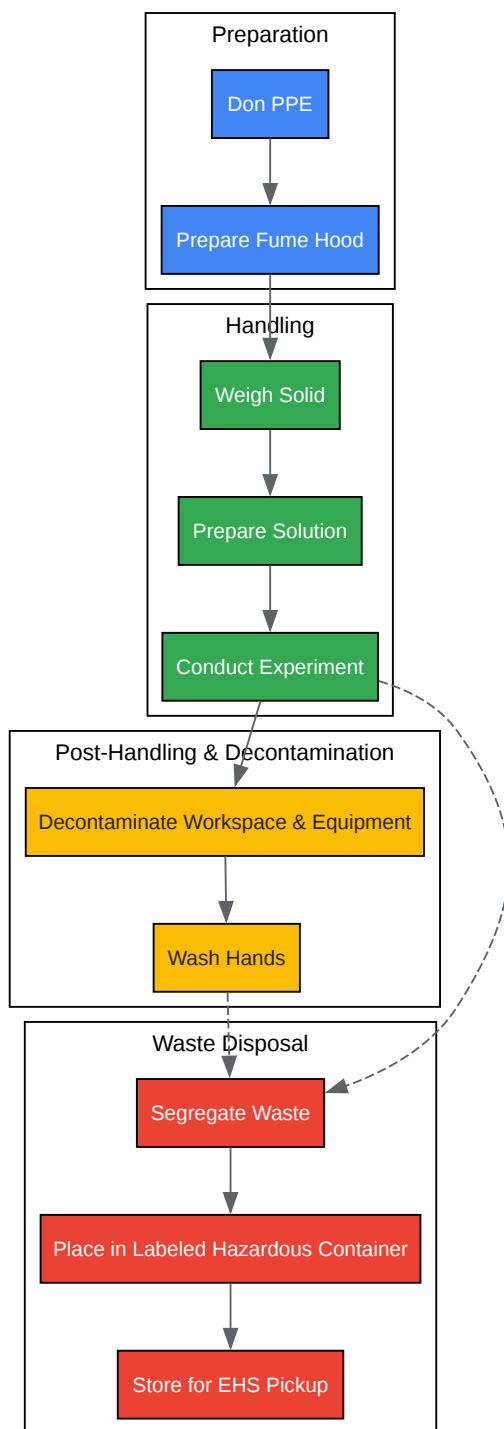 Preparation
Don PPE
Prepare Fume Hood
Handling
Weigh Solid
Prepare Solution
Conduct Experiment
Post-Handling & Decontamination
Decontaminate Workspace & Equipment
Wash Hands
Waste Disposal
Segregate Waste
Place in Labeled Hazardous Container
Store for EHS Pickup